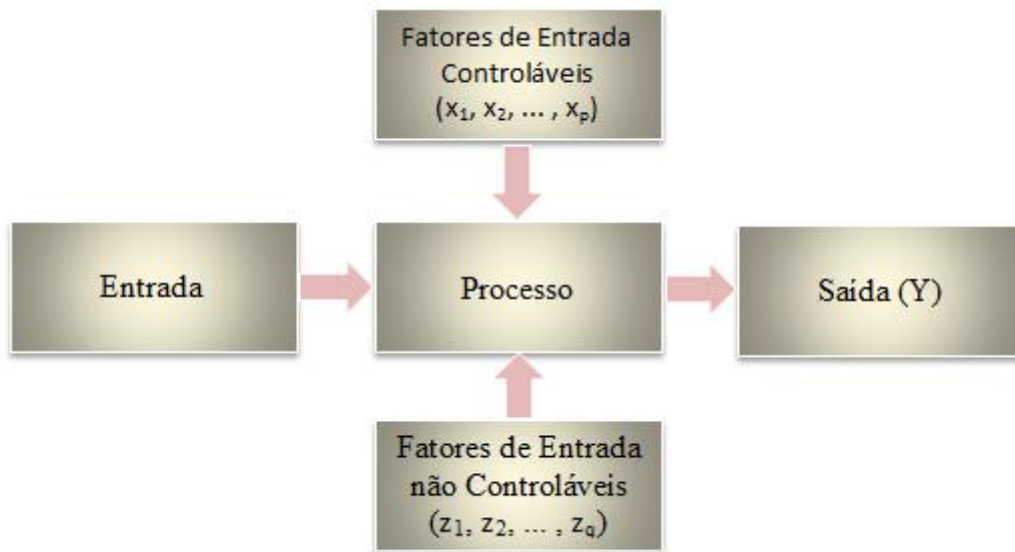 Fatores de Entrada
Controláveis
(x₁, x₂, ... , xₚ)
Entrada
Processo
Saída (Y)
Fatores de Entrada
não Controláveis
(z₁, z₂, ... , z_q)